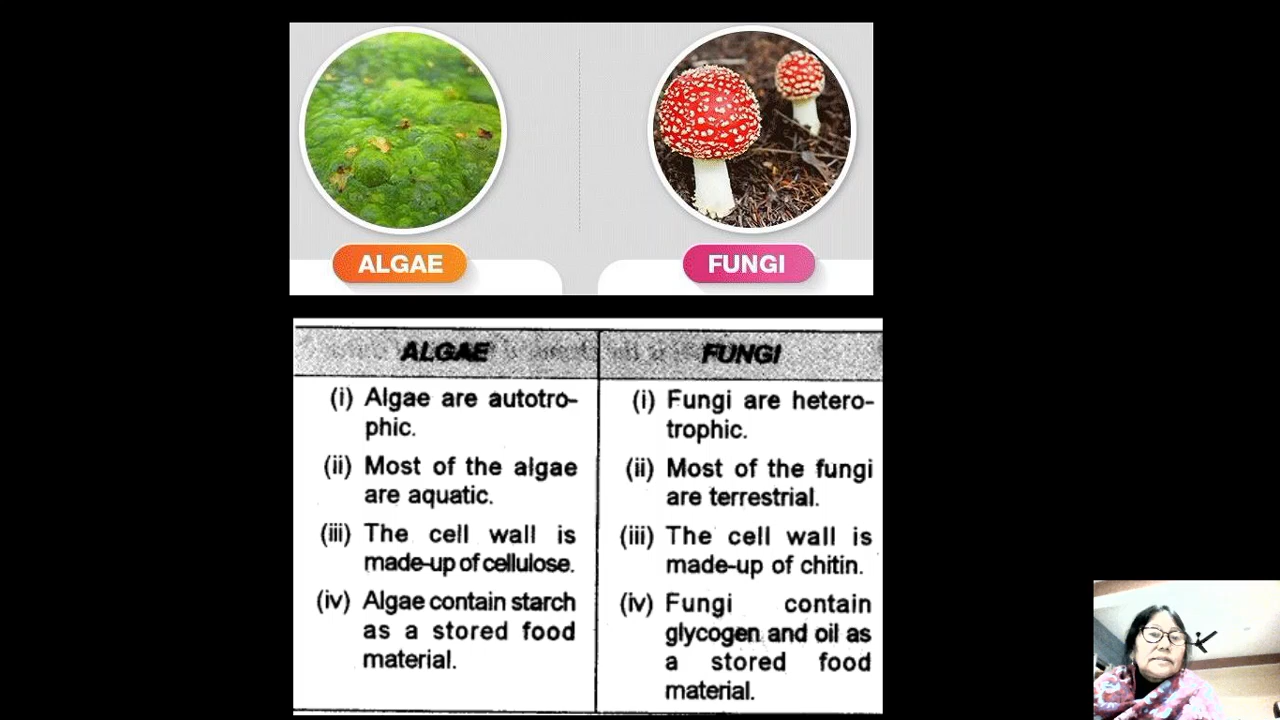 ALGAE
FUNGI
ALGAE
FUNGI
(i) Algae are autotro-
phic.
(ii) Most of the algae
are aquatic.
(iii) The cell wall is
made-up of cellulose.
(iv) Algae contain starch
as a stored food
material.
(i) Fungi are hetero-
trophic.
(ii) Most of the fungi
are terrestrial.
(iii) The cell wall is
made-up of chitin.
(iv) Fungi contain
glycogen and oil as
a stored food
material.